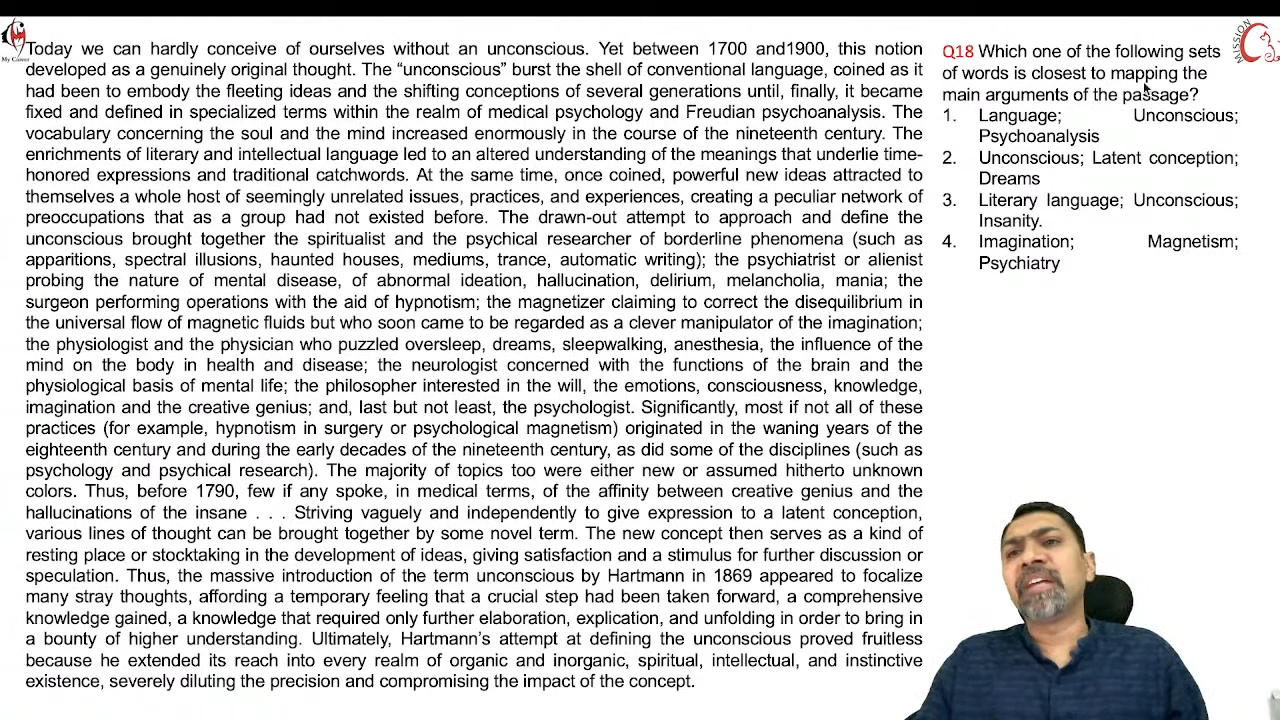 My Career
Today we can hardly conceive of ourselves without an unconscious. Yet between 1700 and1900, this notion
developed as a genuinely original thought. The “unconscious” burst the shell of conventional language, coined as it
had been to embody the fleeting ideas and the shifting conceptions of several generations until, finally, it became
fixed and defined in specialized terms within the realm of medical psychology and Freudian psychoanalysis. The
vocabulary concerning the soul and the mind increased enormously in the course of the nineteenth century. The
enrichments of literary and intellectual language led to an altered understanding of the meanings that underlie time-
honored expressions and traditional catchwords. At the same time, once coined, powerful new ideas attracted to
themselves a whole host of seemingly unrelated issues, practices, and experiences, creating a peculiar network of
preoccupations that as a group had not existed before. The drawn-out attempt to approach and define the
unconscious brought together the spiritualist and the psychical researcher of borderline phenomena (such as
apparitions, spectral illusions, haunted houses, mediums, trance, automatic writing); the psychiatrist or alienist
probing the nature of mental disease, of abnormal ideation, hallucination, delirium, melancholia, mania; the
surgeon performing operations with the aid of hypnotism; the magnetizer claiming to correct the disequilibrium in
the universal flow of magnetic fluids but who soon came to be regarded as a clever manipulator of the imagination;
the physiologist and the physician who puzzled oversleep, dreams, sleepwalking, anesthesia, the influence of the
mind on the body in health and disease; the neurologist concerned with the functions of the brain and the
physiological basis of mental life; the philosopher interested in the will, the emotions, consciousness, knowledge,
imagination and the creative genius; and, last but not least, the psychologist. Significantly, most if not all of these
practices (for example, hypnotism in surgery or psychological magnetism) originated in the waning years of the
eighteenth century and during the early decades of the nineteenth century, as did some of the disciplines (such as
psychology and psychical research). The majority of topics too were either new or assumed hitherto unknown
colors. Thus, before 1790, few if any spoke, in medical terms, of the affinity between creative genius and the
hallucinations of the insane . . . Striving vaguely and independently to give expression to a latent conception,
various lines of thought can be brought together by some novel term. The new concept then serves as a kind of
resting place or stocktaking in the development of ideas, giving satisfaction and a stimulus for further discussion or
speculation. Thus, the massive introduction of the term unconscious by Hartmann in 1869 appeared to focalize
many stray thoughts, affording a temporary feeling that a crucial step had been taken forward, a comprehensive
knowledge gained, a knowledge that required only further elaboration, explication, and unfolding in order to bring in
a bounty of higher understanding. Ultimately, Hartmann’s attempt at defining the unconscious proved fruitless
because he extended its reach into every realm of organic and inorganic, spiritual, intellectual, and instinctive
existence, severely diluting the precision and compromising the impact of the concept.
MISSION
Q18 Which one of the following sets
of words is closest to mapping the
main arguments of the passage?
1. Language; Unconscious;
Psychoanalysis
2. Unconscious; Latent conception;
Dreams
3. Literary language; Unconscious;
Insanity.
4. Imagination; Magnetism;
Psychiatry